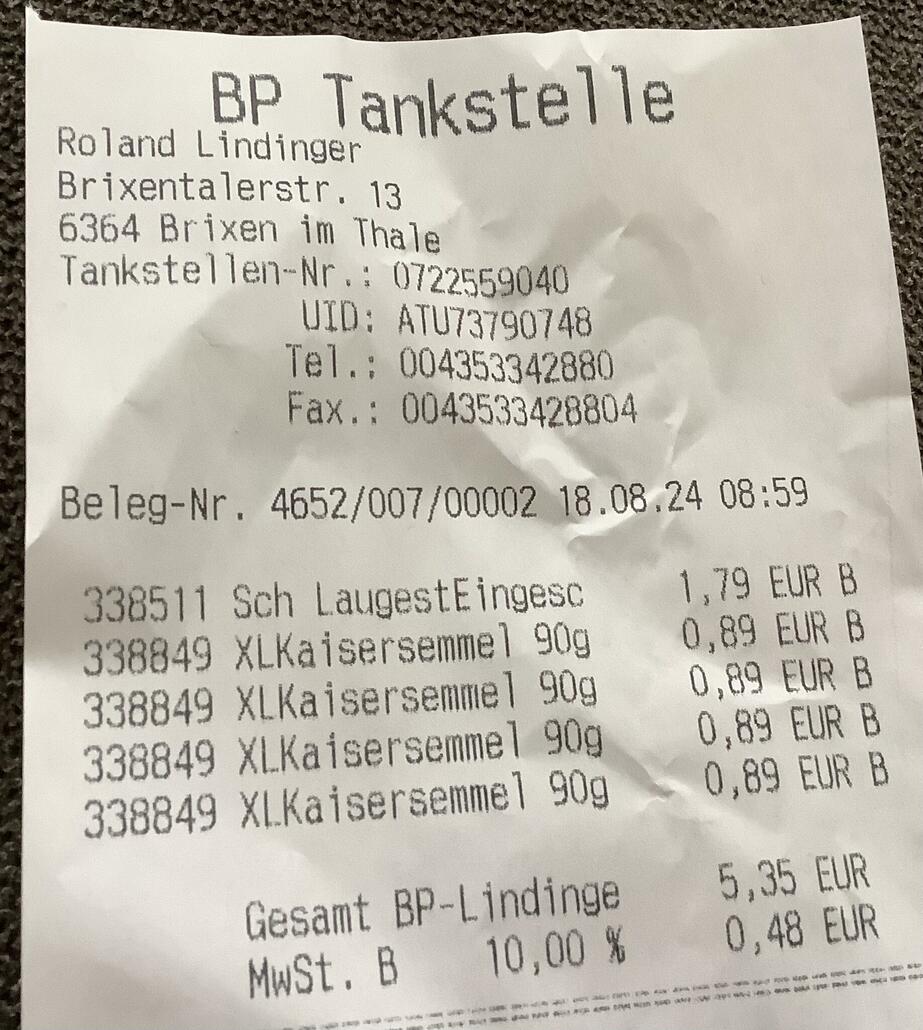 BP Tankstelle
Roland Lindinger
Brixentalerstr. 13
6364 Brixen im Thale
Tankstellen-Nr.: 0722559040
UID: ATU73790748
Tel.: 004353342880
Fax.: 0043533428804
Beleg-Nr. 4652/007/00002 18.08.24 08:59
338511 Sch LaugestEingesc 1,79 EUR B
338849 XLKaisersemmel 90g 0,89 EUR B
338849 XLKaisersemmel 90g 0,89 EUR B
338849 XLKaisersemmel 90g 0,89 EUR B
338849 XLKaisersemmel 90g 0,89 EUR B
Gesamt BP-Lindinge 5,35 EUR
MwSt. B 10,00 % 0,48 EUR